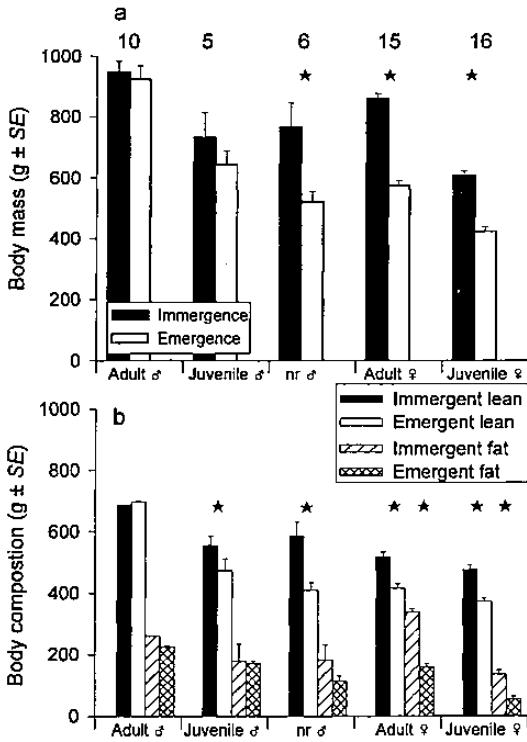 a
10 5 6 15 16
★ ★ ★
1000
800
600
400
200
0
Body mass (g ± SE)
Immergence
Emergence
Adult ♂ Juvenile ♂ nr ♂ Adult ♀ Juvenile ♀
b
Immergent lean
Emergent lean
Immergent fat
Emergent fat
1000
800
600
400
200
0
Body compostion (g ± SE)
★ ★ ★ ★ ★ ★
Adult ♂ Juvenile ♂ nr ♂ Adult ♀ Juvenile ♀